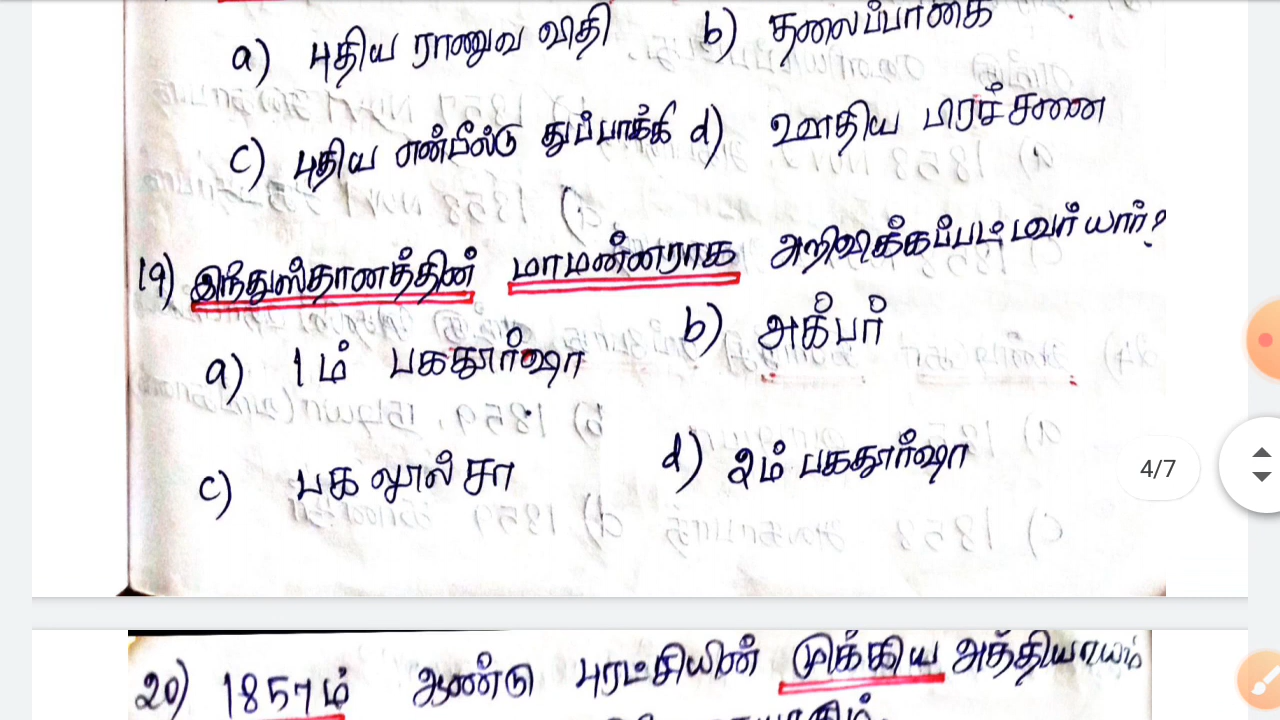 a) புதிய ராணுவ விதி b) தலைப்பாகை
c) புதிய என்பீல்டு துப்பாக்கி d) ஊதிய பிரச்சனை
19) இந்துஸ்தானத்தின் மாமன்னராக அறிவிக்கப்பட்டவர் யார்?
a) 1ம் பகதூர்ஷா b) அக்பர்
c) பகலூல் சா d) 2ம் பகதூர்ஷா
4/7
20) 1857ம் ஆண்டு புரட்சியின் முக்கிய அத்தியாயம்